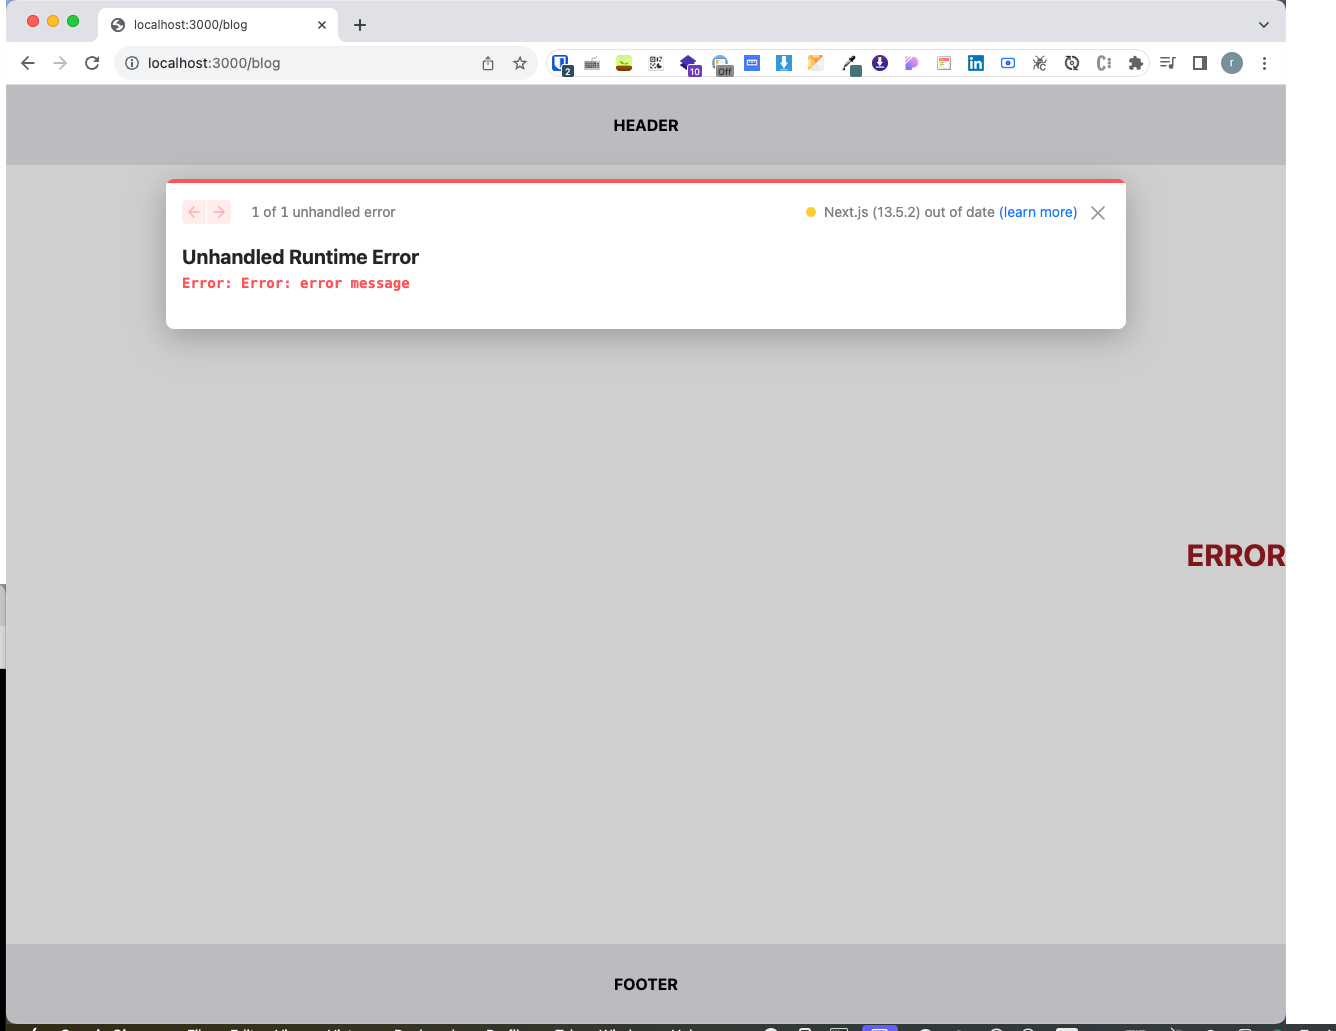 localhost:3000/blog
localhost:3000/blog
2
10
Off
in
r
HEADER
1 of 1 unhandled error
Next.js (13.5.2) out of date (learn more)
Unhandled Runtime Error
Error: Error: error message
ERROR
FOOTER